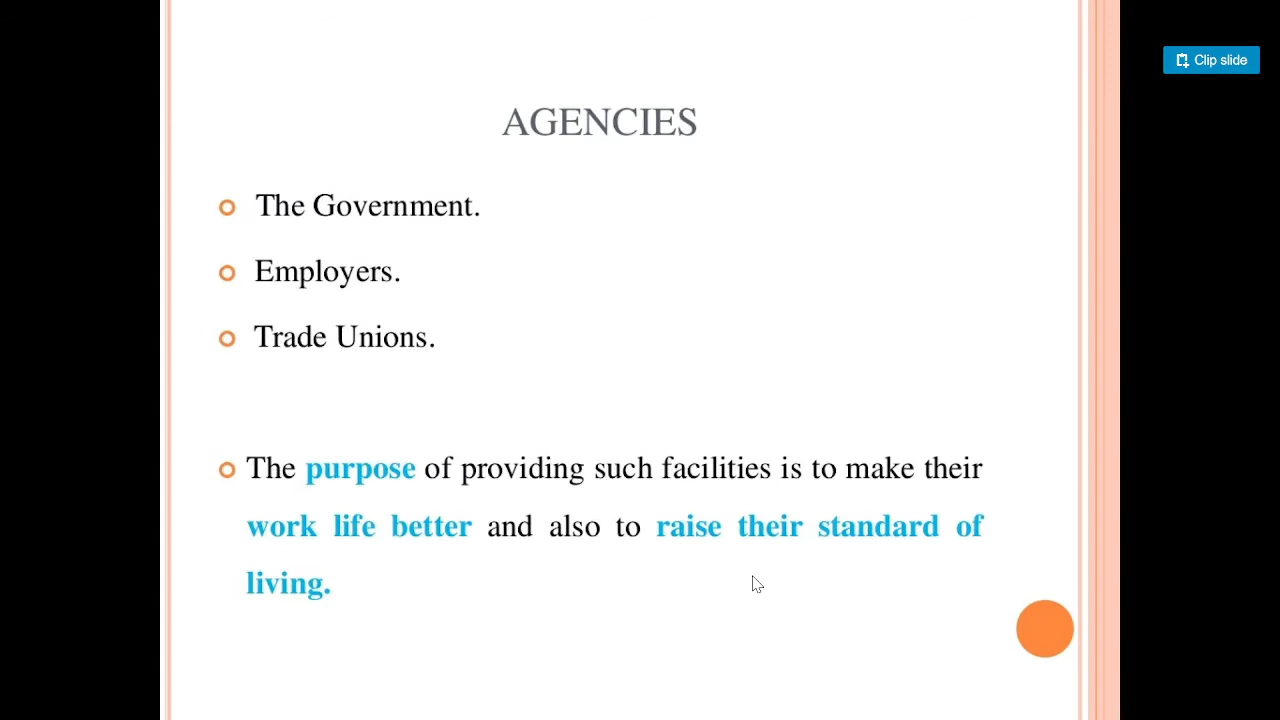 Clip slide
AGENCIES
The Government.
Employers.
Trade Unions.
The purpose of providing such facilities is to make their
work life better and also to raise their standard of
living.